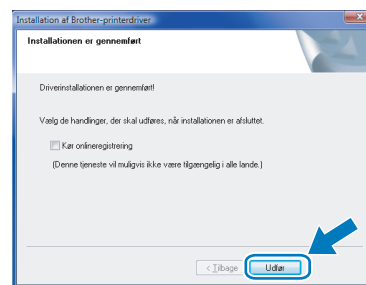 Installation af Brother-printerdriver
Installationen er gennemført
Driverinstallationen er gennemført!
Vælg de handlinger, der skal udføres, når installationen er afsluttet.
Kør onlineregistrering
(Denne tjeneste vil muligvis ikke være tilgængelig i alle lande.)
< Tilbage
Udfør